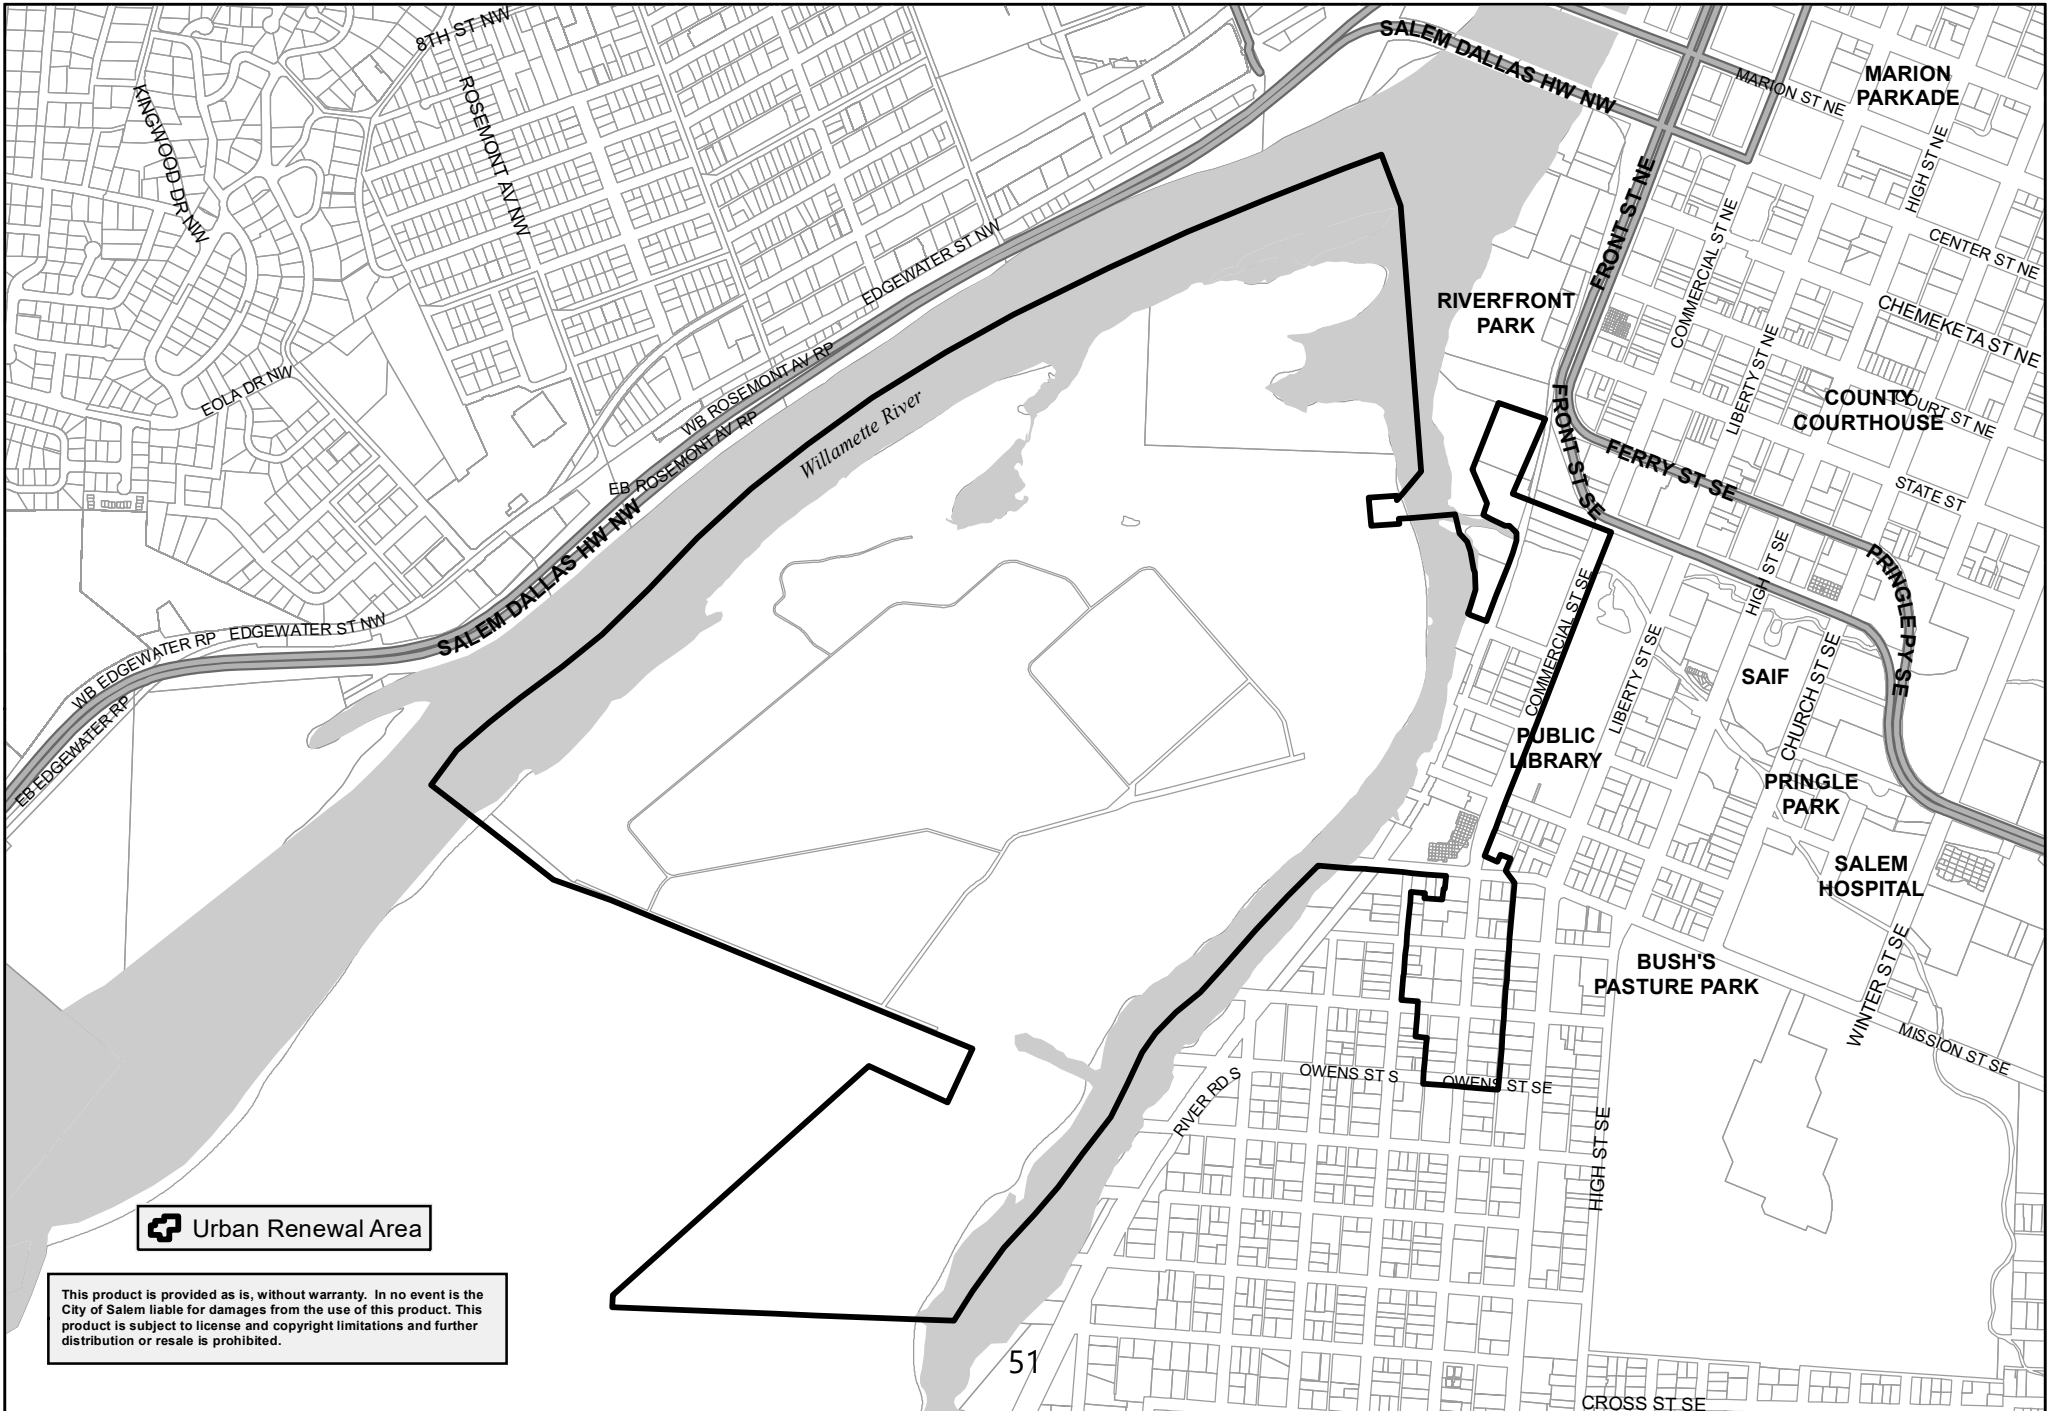 8TH ST NW
SALEM DALLAS HW NW
MARION ST NE
MARION
PARKADE
KINGWOOD DR NW
ROSEMONT AV NW
HIGH ST NE
FRONT ST NE
COMMERCIAL ST NE
CENTER ST NE
EDGEWATER ST NW
RIVERFRONT
PARK
CHEMEKETA ST NE
LIBERTY ST NE
EOLA DR NW
WB ROSEMONT AV RP
Willamette River
COUNTY
COURTHOUSE
COURT ST NE
FRONT ST SE
FERRY ST SE
EB ROSEMONT AV RP
STATE ST
SALEM DALLAS HW NW
HIGH ST SE
PRINGLE PY SE
COMMERCIAL ST SE
WB EDGEWATER RP
EDGEWATER ST NW
LIBERTY ST SE
SAIF
CHURCH ST SE
EB EDGEWATER RP
PUBLIC
LIBRARY
PRINGLE
PARK
SALEM
HOSPITAL
BUSH'S
PASTURE PARK
WINTER ST SE
MISSION ST SE
OWENS ST S
OWENS ST SE
RIVER RD S
HIGH ST SE
Urban Renewal Area
This product is provided as is, without warranty. In no event is the
City of Salem liable for damages from the use of this product. This
product is subject to license and copyright limitations and further
distribution or resale is prohibited.
51
CROSS ST SE